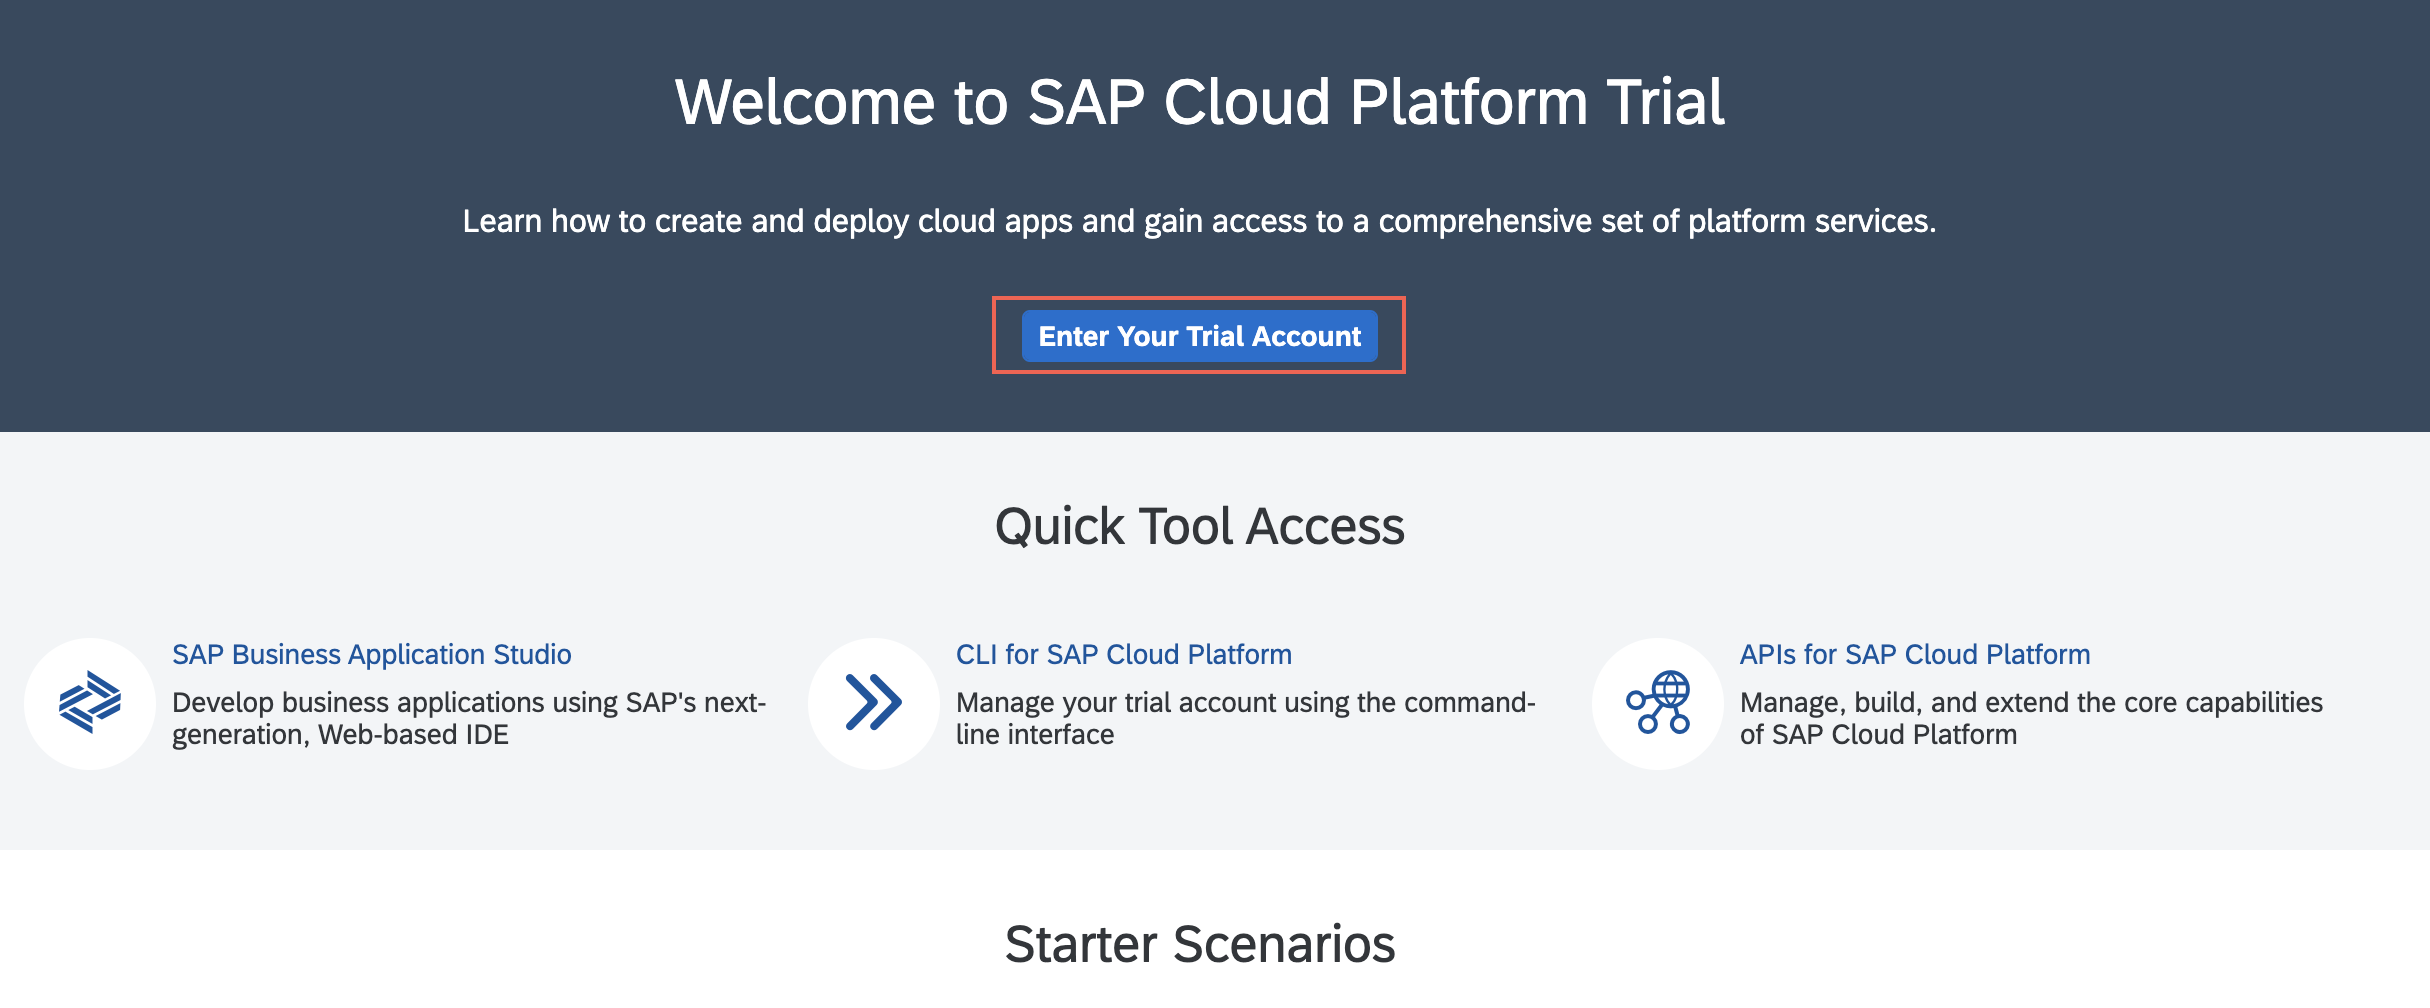 Welcome to SAP Cloud Platform Trial
Learn how to create and deploy cloud apps and gain access to a comprehensive set of platform services.
Enter Your Trial Account
Quick Tool Access
SAP Business Application Studio
Develop business applications using SAP's next-
generation, Web-based IDE
CLI for SAP Cloud Platform
Manage your trial account using the command-
line interface
APIs for SAP Cloud Platform
Manage, build, and extend the core capabilities
of SAP Cloud Platform
Starter Scenarios